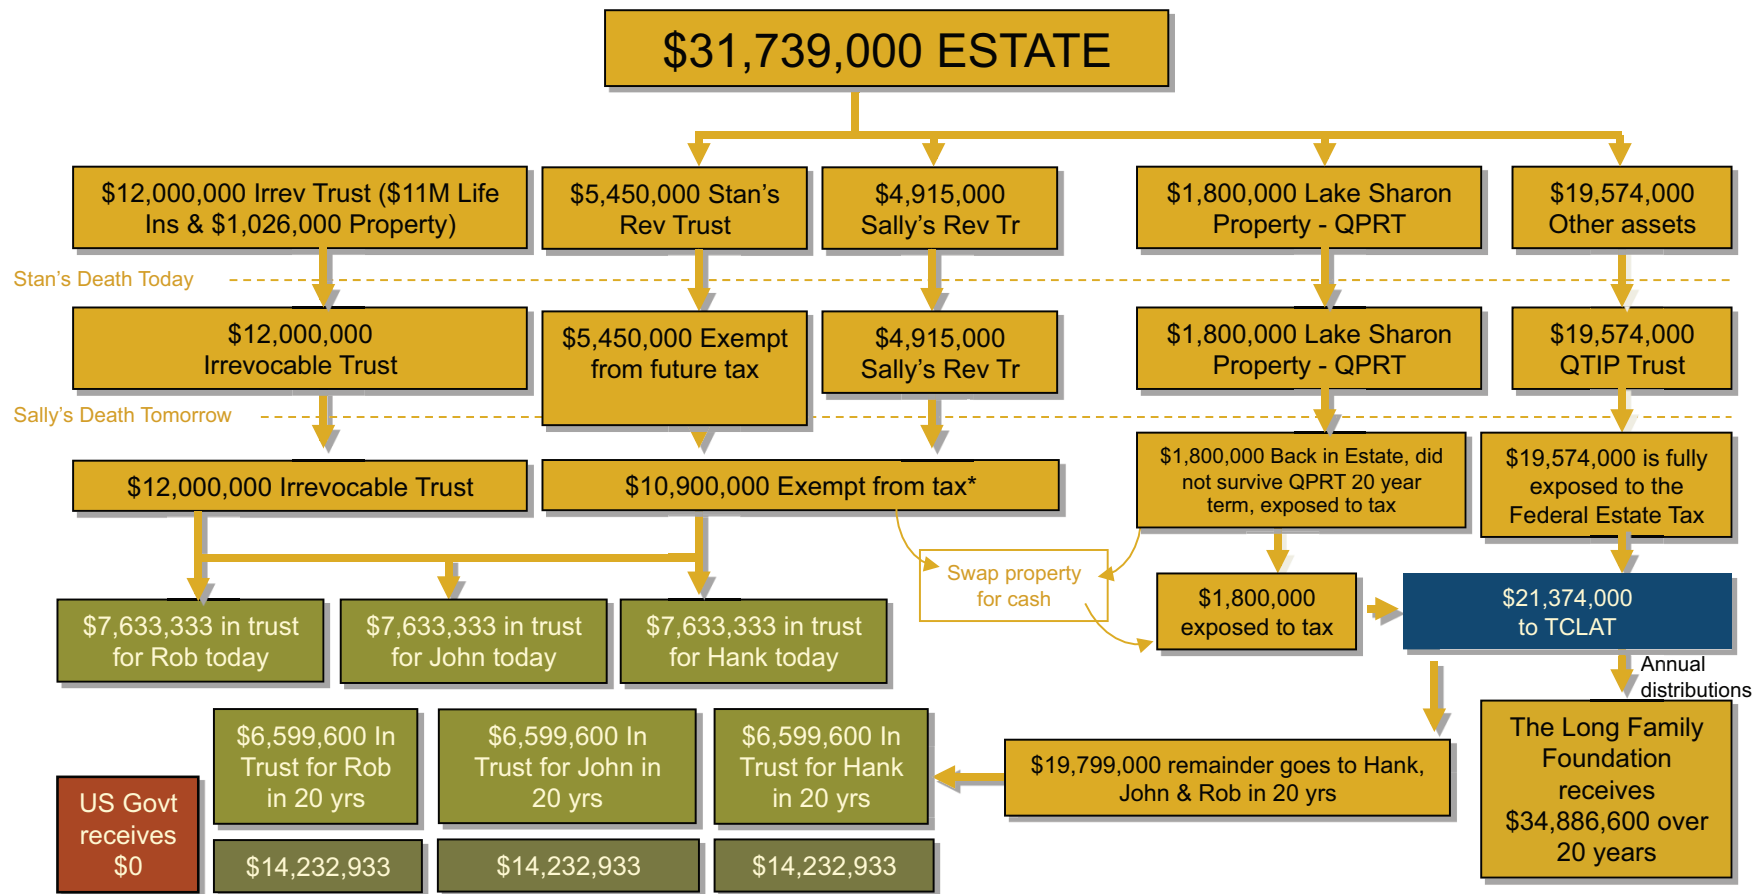 $31,739,000 ESTATE
$12,000,000 Irrev Trust ($11M Life
Ins & $1,026,000 Property)
$5,450,000 Stan's
Rev Trust
$4,915,000
Sally's Rev Tr
$1,800,000 Lake Sharon
Property - QPRT
$19,574,000
Other assets
Stan's Death Today
$12,000,000
Irrevocable Trust
$5,450,000 Exempt
from future tax
$4,915,000
Sally's Rev Tr
$1,800,000 Lake Sharon
Property - QPRT
$19,574,000
QTIP Trust
Sally's Death Tomorrow
$12,000,000 Irrevocable Trust
$10,900,000 Exempt from tax*
$1,800,000 Back in Estate, did
not survive QPRT 20 year
term, exposed to tax
$19,574,000 is fully
exposed to the
Federal Estate Tax
Swap property
for cash
$1,800,000
exposed to tax
$21,374,000
to TCLAT
$7,633,333 in trust
for Rob today
$7,633,333 in trust
for John today
$7,633,333 in trust
for Hank today
Annual
distributions
$6,599,600 In
Trust for Rob
in 20 yrs
$6,599,600 In
Trust for John in
20 yrs
$6,599,600 In
Trust for Hank
in 20 yrs
$19,799,000 remainder goes to Hank,
John & Rob in 20 yrs
The Long Family
Foundation
receives
$34,886,600 over
20 years
US Govt
receives
$0
$14,232,933
$14,232,933
$14,232,933